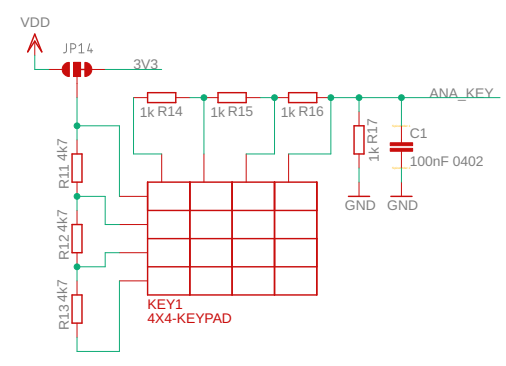 VDD
JP14
3V3
1k R14
1k R15
1k R16
ANA_KEY
1k R17
C1
100nF 0402
GND
GND
R11 4k7
R12 4k7
R13 4k7
KEY1
4X4-KEYPAD